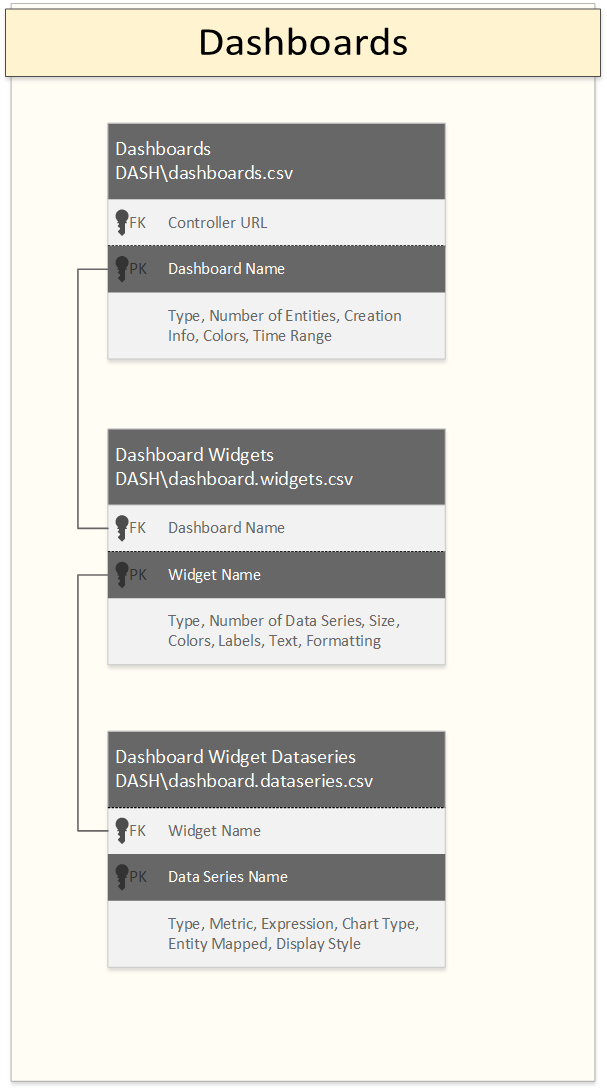 Dashboards
Dashboards
DASH\dashboards.csv
FK Controller URL
PK Dashboard Name
Type, Number of Entities, Creation
Info, Colors, Time Range
Dashboard Widgets
DASH\dashboard.widgets.csv
FK Dashboard Name
PK Widget Name
Type, Number of Data Series, Size,
Colors, Labels, Text, Formatting
Dashboard Widget Dataseries
DASH\dashboard.dataseries.csv
FK Widget Name
PK Data Series Name
Type, Metric, Expression, Chart Type,
Entity Mapped, Display Style